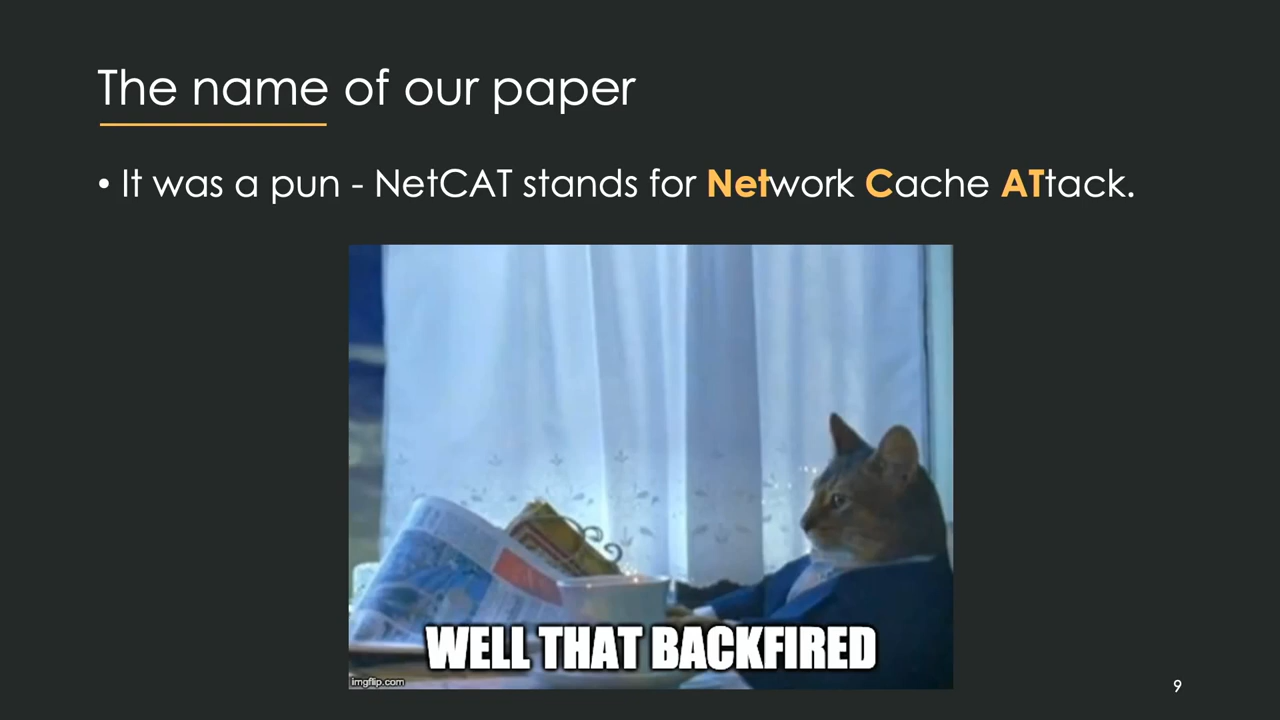 The name of our paper
• It was a pun - NetCAT stands for Network Cache ATtack.
WELL THAT BACKFIRED
imgflip.com
9